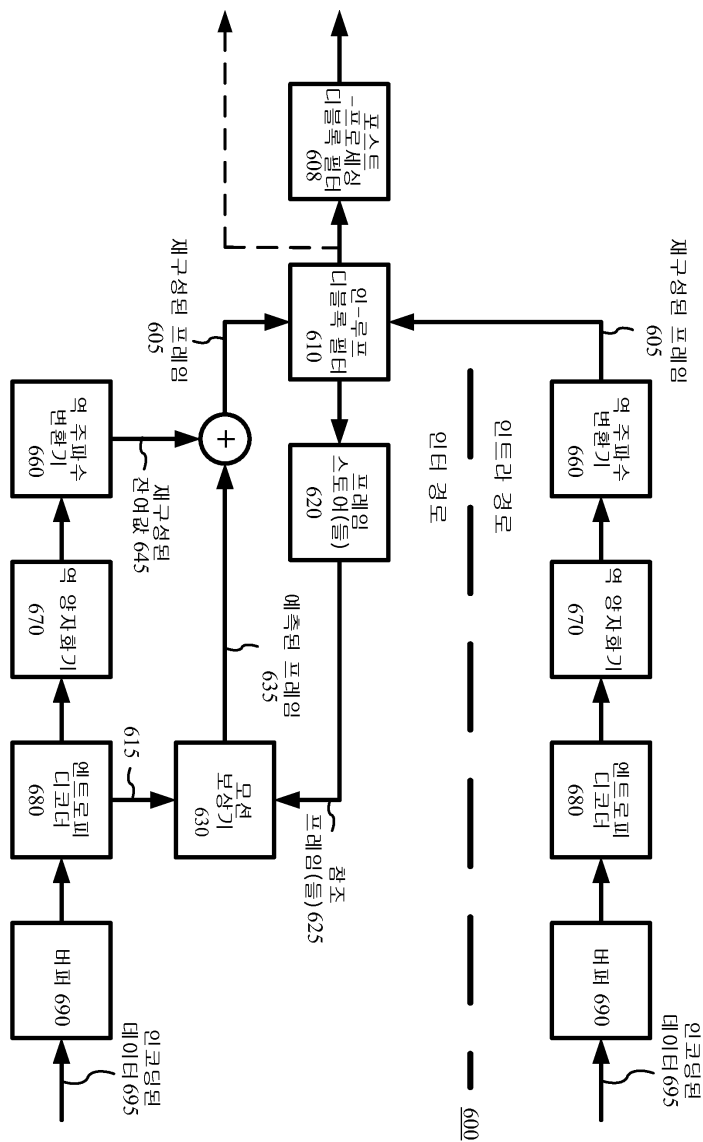 600
인코딩된
데이터 695
버퍼 690
엔트로피
디코더
680
역 양자화기
670
역 주파수
변환기
660
재구성된 프레임
605
인트라 경로
인터 경로
포스트
-프로세싱
디블록 필터
608
인-루프
디블록 필터
610
프레임
스토어(들)
620
참조
프레임(들) 625
모션
보상기
630
예측된 프레임
635
재구성된 프레임
605
+
인코딩된
데이터 695
버퍼 690
엔트로피
디코더
680
615
역 양자화기
670
역 주파수
변환기
660
재구성된
잔여값 645